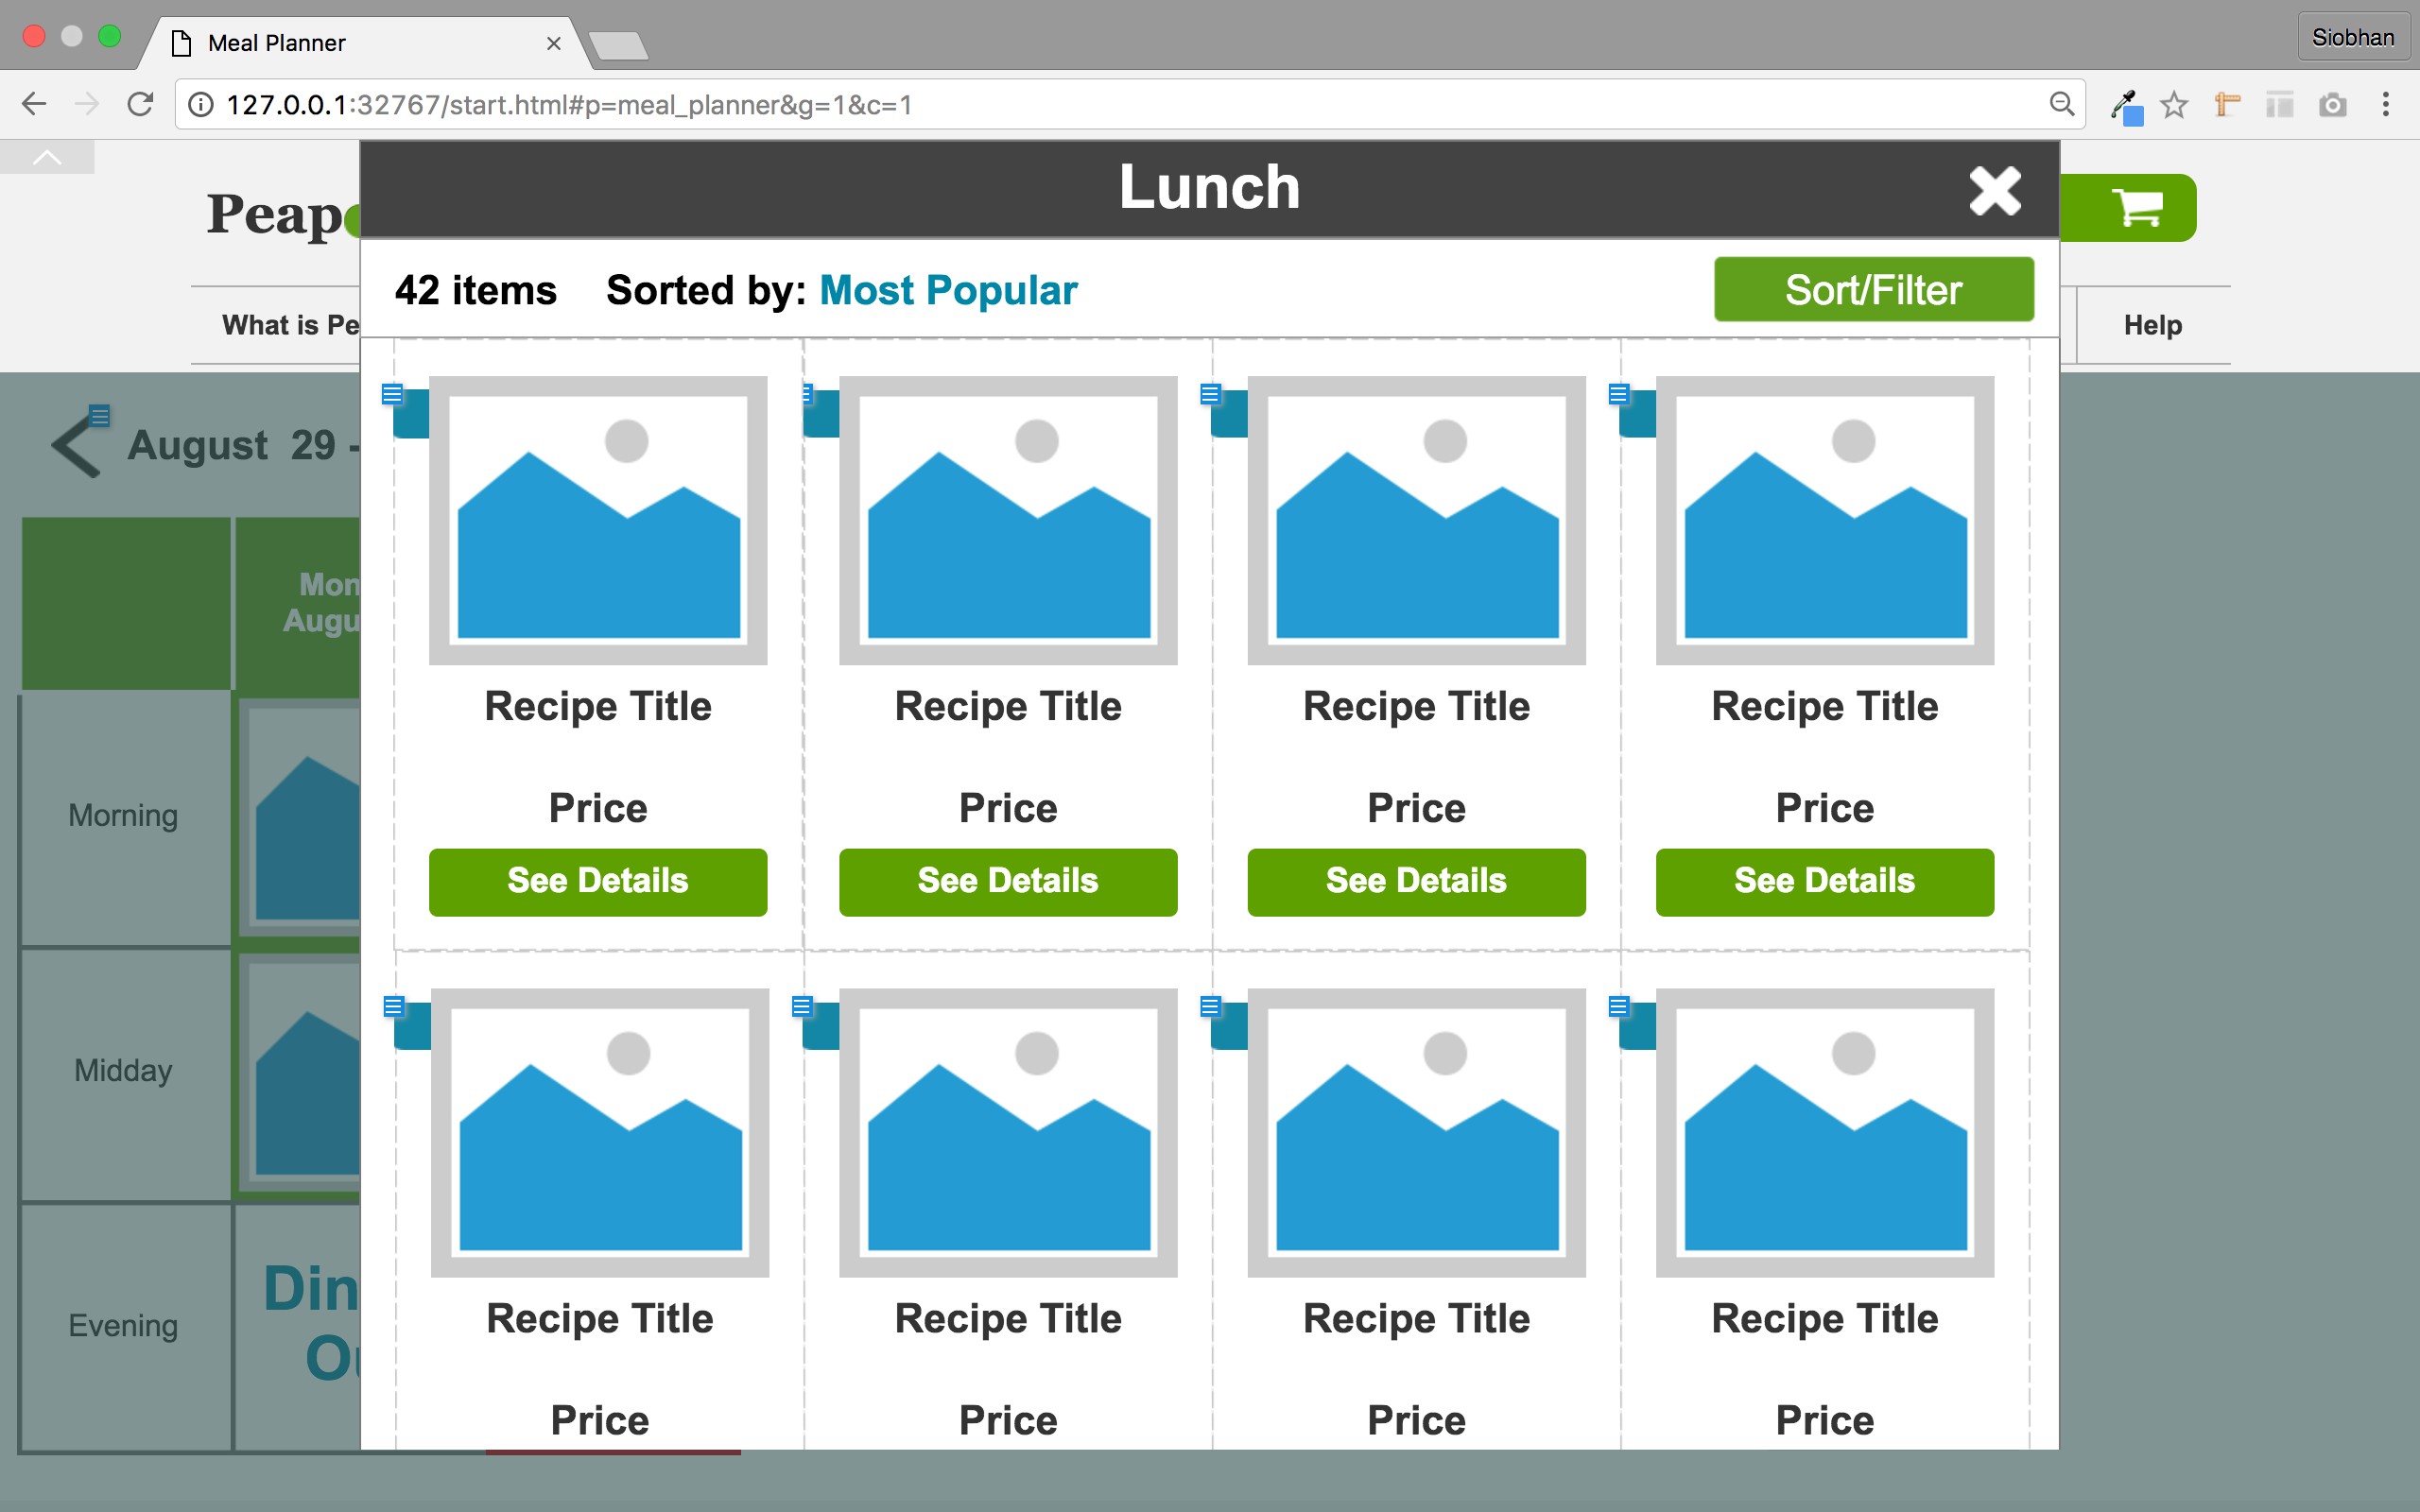 Meal Planner
Siobhan
127.0.0.1:32767/start.html#p=meal_planner&g=1&c=1
Peap
Lunch
42 items Sorted by: Most Popular
Sort/Filter
What is Pe
Help
August 29 -
Mon
Augu
Recipe Title Recipe Title Recipe Title Recipe Title
Price Price Price Price
Morning
See Details See Details See Details See Details
Midday
Din
Ou
Evening
Recipe Title Recipe Title Recipe Title Recipe Title
Price Price Price Price